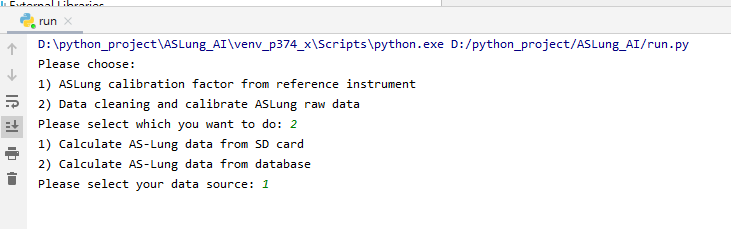 External Libraries
run
D:\python_project\ASLung_AI\venv_p374_x\Scripts\python.exe D:/python_project/ASLung_AI/run.py
Please choose:
1) ASLung calibration factor from reference instrument
2) Data cleaning and calibrate ASLung raw data
Please select which you want to do: 2
1) Calculate AS-Lung data from SD card
2) Calculate AS-Lung data from database
Please select your data source: 1